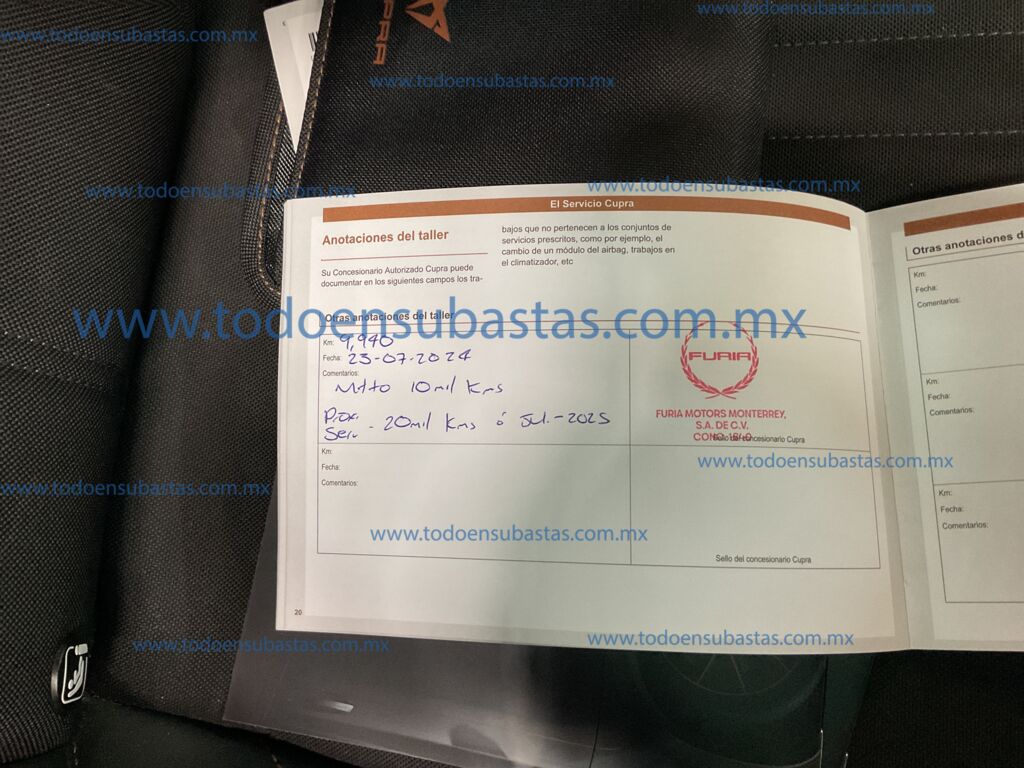 www.todoensubastas.com.mx
www.todoensubastas.com.mx
CUPRA
www.todoensubastas.com.mx
www.todoensubastas.com.mx
www.todoensubastas.com.mx
El Servicio Cupra
Anotaciones del taller
Su Concesionario Autorizado Cupra puede
documentar en los siguientes campos los tra-
bajos que no pertenecen a los conjuntos de
servicios prescritos, como por ejemplo, el
cambio de un módulo del airbag, trabajos en
el climatizador, etc
Otras anotaciones del taller
www.todoensubastas.com.mx
Km: 9,940
Fecha: 23-07-2024
Comentarios:
Mtto 10mil Kms
Prox. Serv. - 20mil Kms ó Jul.-2025
FURIA
FURIA MOTORS MONTERREY,
S.A. DE C.V.
Sello del concesionario Cupra
Km:
Fecha:
Comentarios:
Sello del concesionario Cupra
20
Otras anotaciones d
Km:
Fecha:
Comentarios:
Km:
Fecha:
Comentarios:
Km:
Fecha:
Comentarios:
www.todoensubastas.com.mx
www.todoensubastas.com.mx
www.todoensubastas.com.mx
www.todoensubastas.com.mx
www.todoensubastas.com.mx